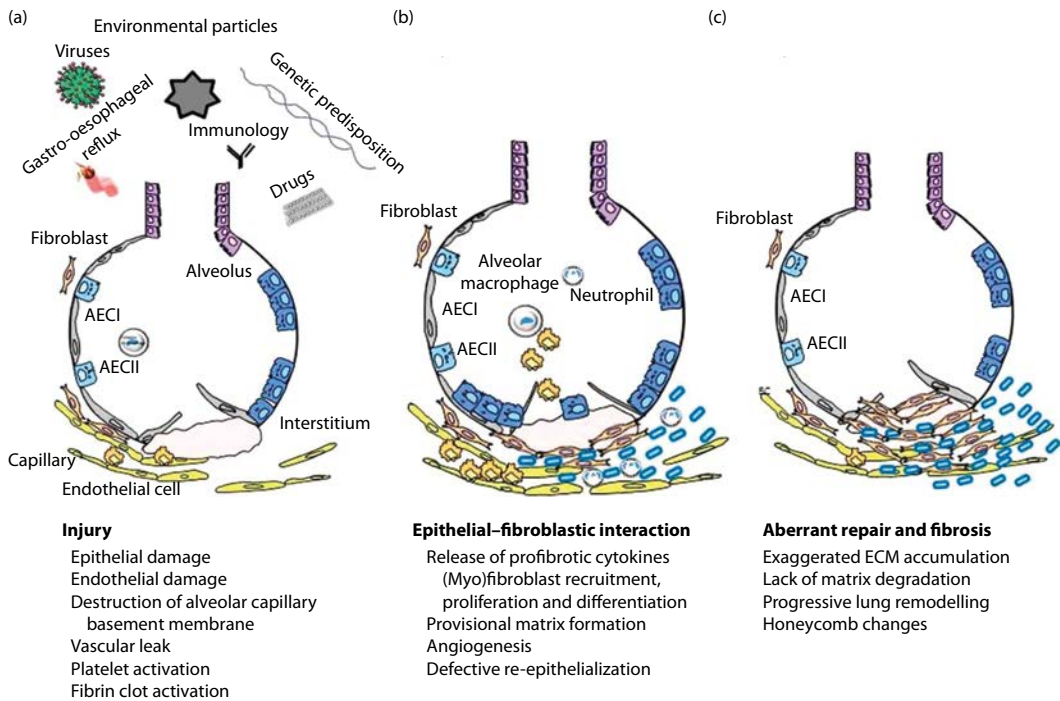 (a)
Environmental particles
Viruses
Gastro-oesophageal
reflux
Immunology
Genetic predisposition
Drugs
Fibroblast
Alveolus
AECI
AECII
Interstitium
Capillary
Endothelial cell
Injury
Epithelial damage
Endothelial damage
Destruction of alveolar capillary
basement membrane
Vascular leak
Platelet activation
Fibrin clot activation
(b)
Fibroblast
Alveolar
macrophage
Neutrophil
AECI
AECII
Epithelial–fibroblastic interaction
Release of profibrotic cytokines
(Myo)fibroblast recruitment,
proliferation and differentiation
Provisional matrix formation
Angiogenesis
Defective re-epithelialization
(c)
Fibroblast
AECI
AECII
Aberrant repair and fibrosis
Exaggerated ECM accumulation
Lack of matrix degradation
Progressive lung remodelling
Honeycomb changes